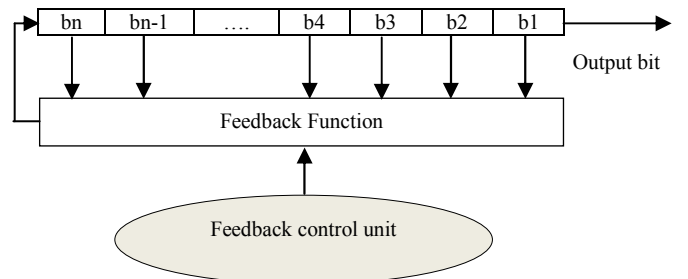 bn bn-1 …. b4 b3 b2 b1
Output bit
Feedback Function
Feedback control unit